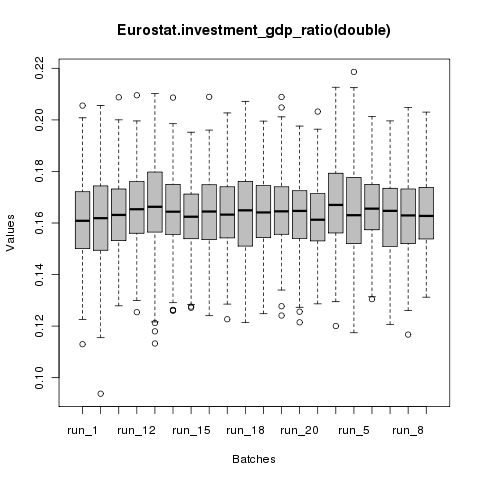 Eurostat.investment_gdp_ratio(double)
Values
0.22
0.20
0.18
0.16
0.14
0.12
0.10
run_1 run_12 run_15 run_18 run_20 run_5 run_8
Batches